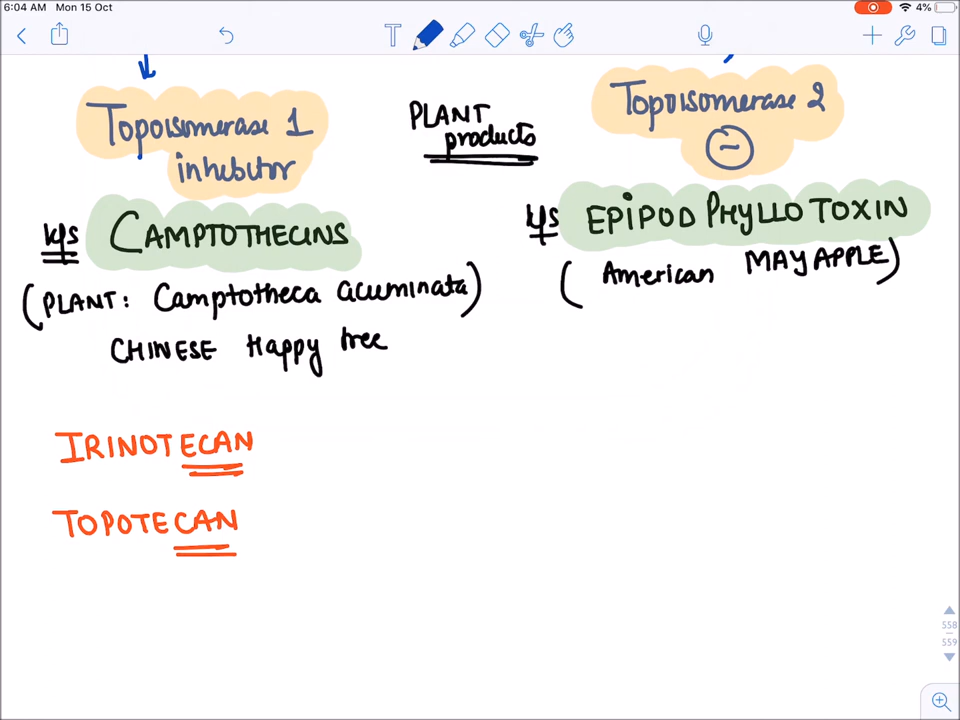 6:04 AM Mon 15 Oct
4%
Topoisomerase 1
inhibitor
PLANT
products
Topoisomerase 2
(-)
CAMPTOTHECINS
(PLANT: Camptotheca acuminata)
CHINESE Happy tree
EPIPODPHYLLOTOXIN
(American MAYAPPLE)
IRINOTECAN
TOPOTECAN
558
559